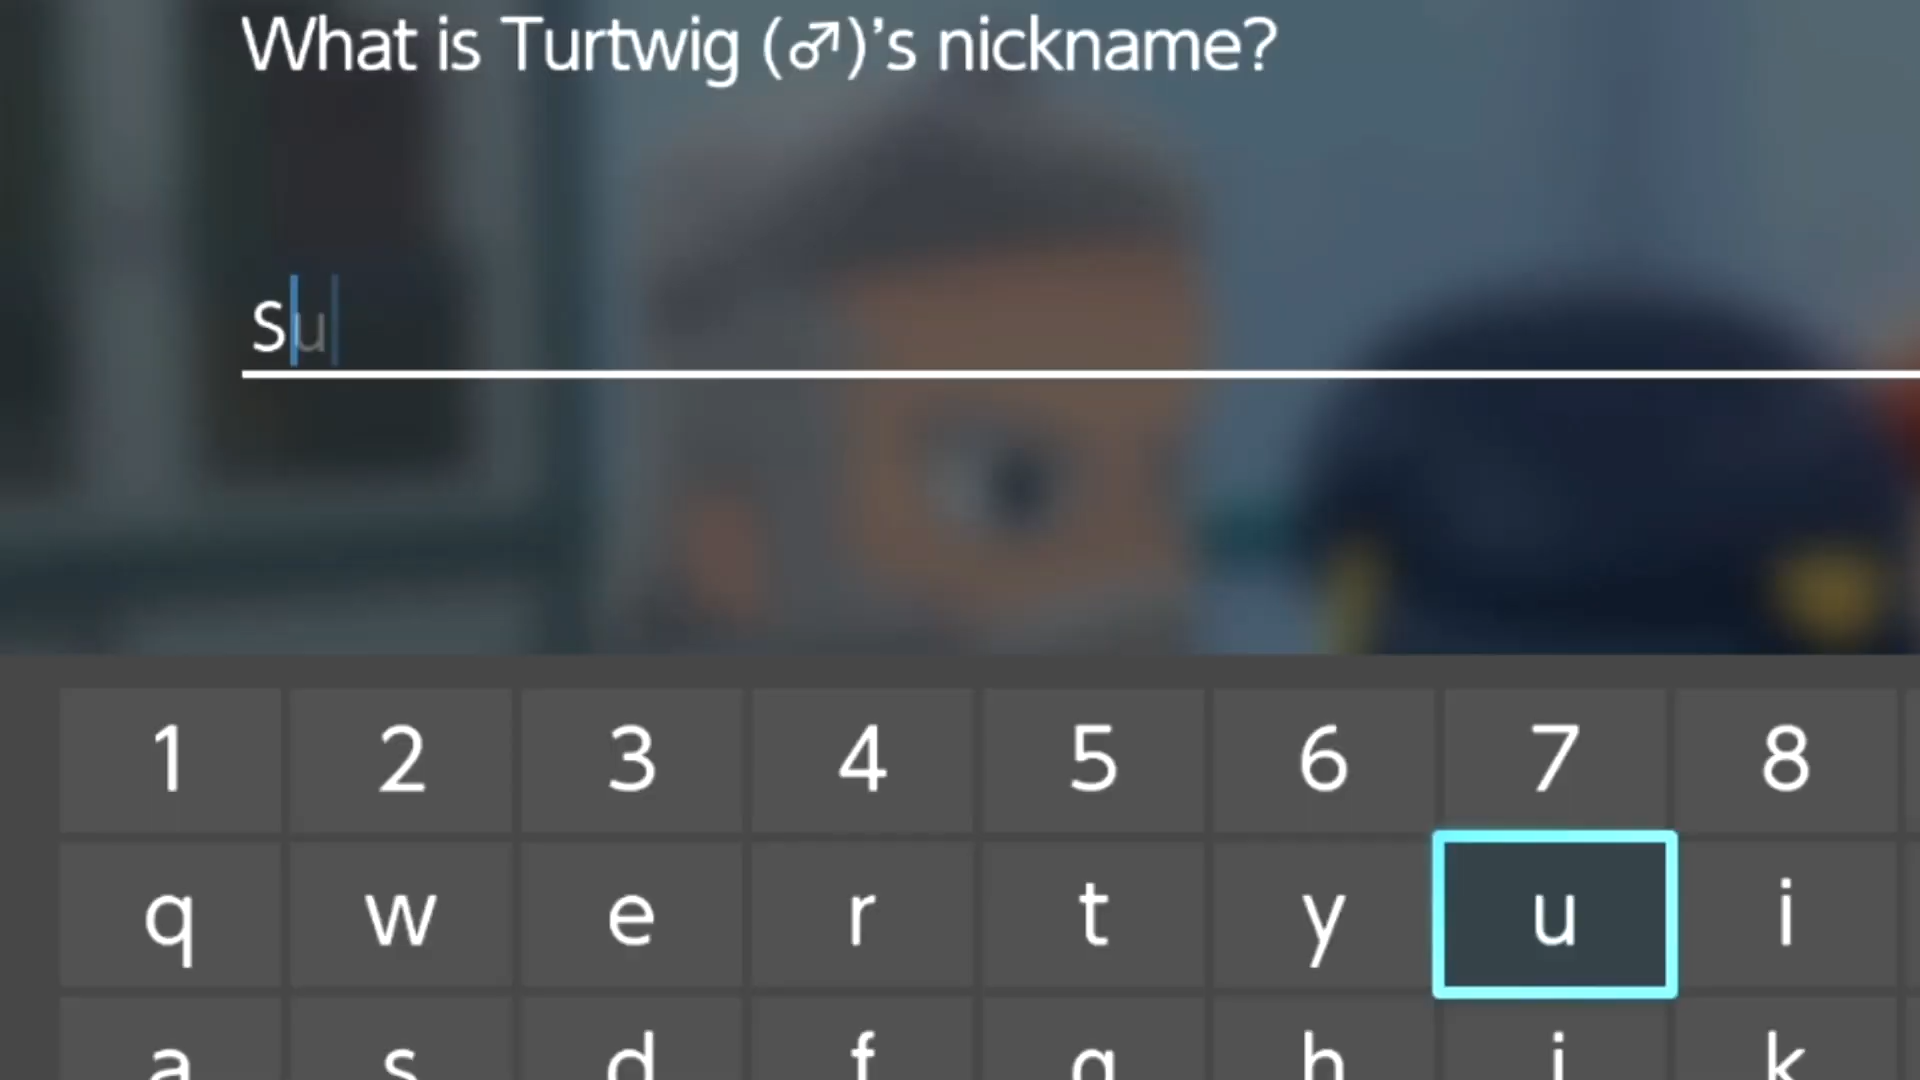 What is Turtwig (♂)’s nickname?
Su
1 2 3 4 5 6 7 8
q w e r t y u i
a s d f g h j k